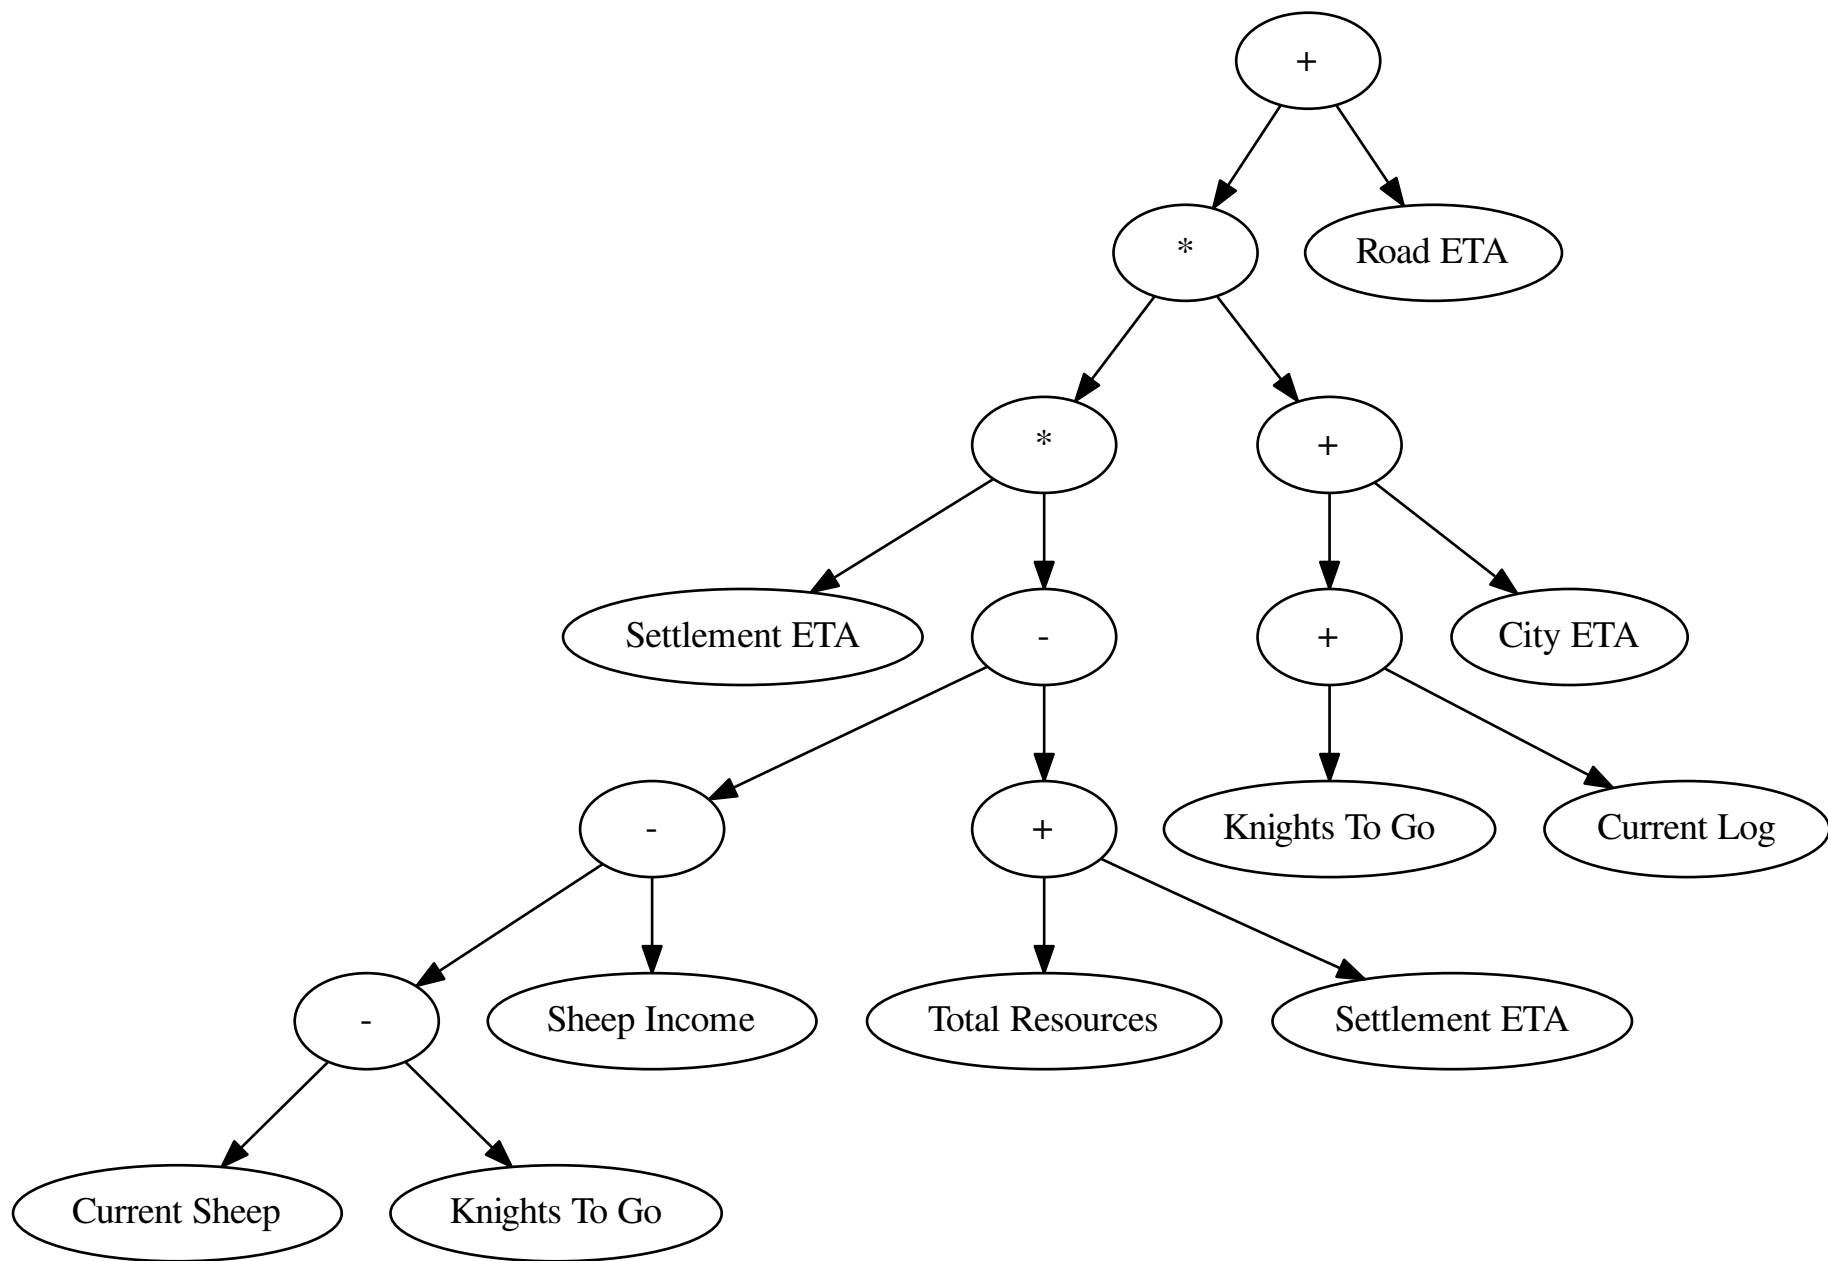 +
*
Road ETA
*
+
Settlement ETA
-
+
City ETA
-
+
Knights To Go
Current Log
-
Sheep Income
Total Resources
Settlement ETA
Current Sheep
Knights To Go